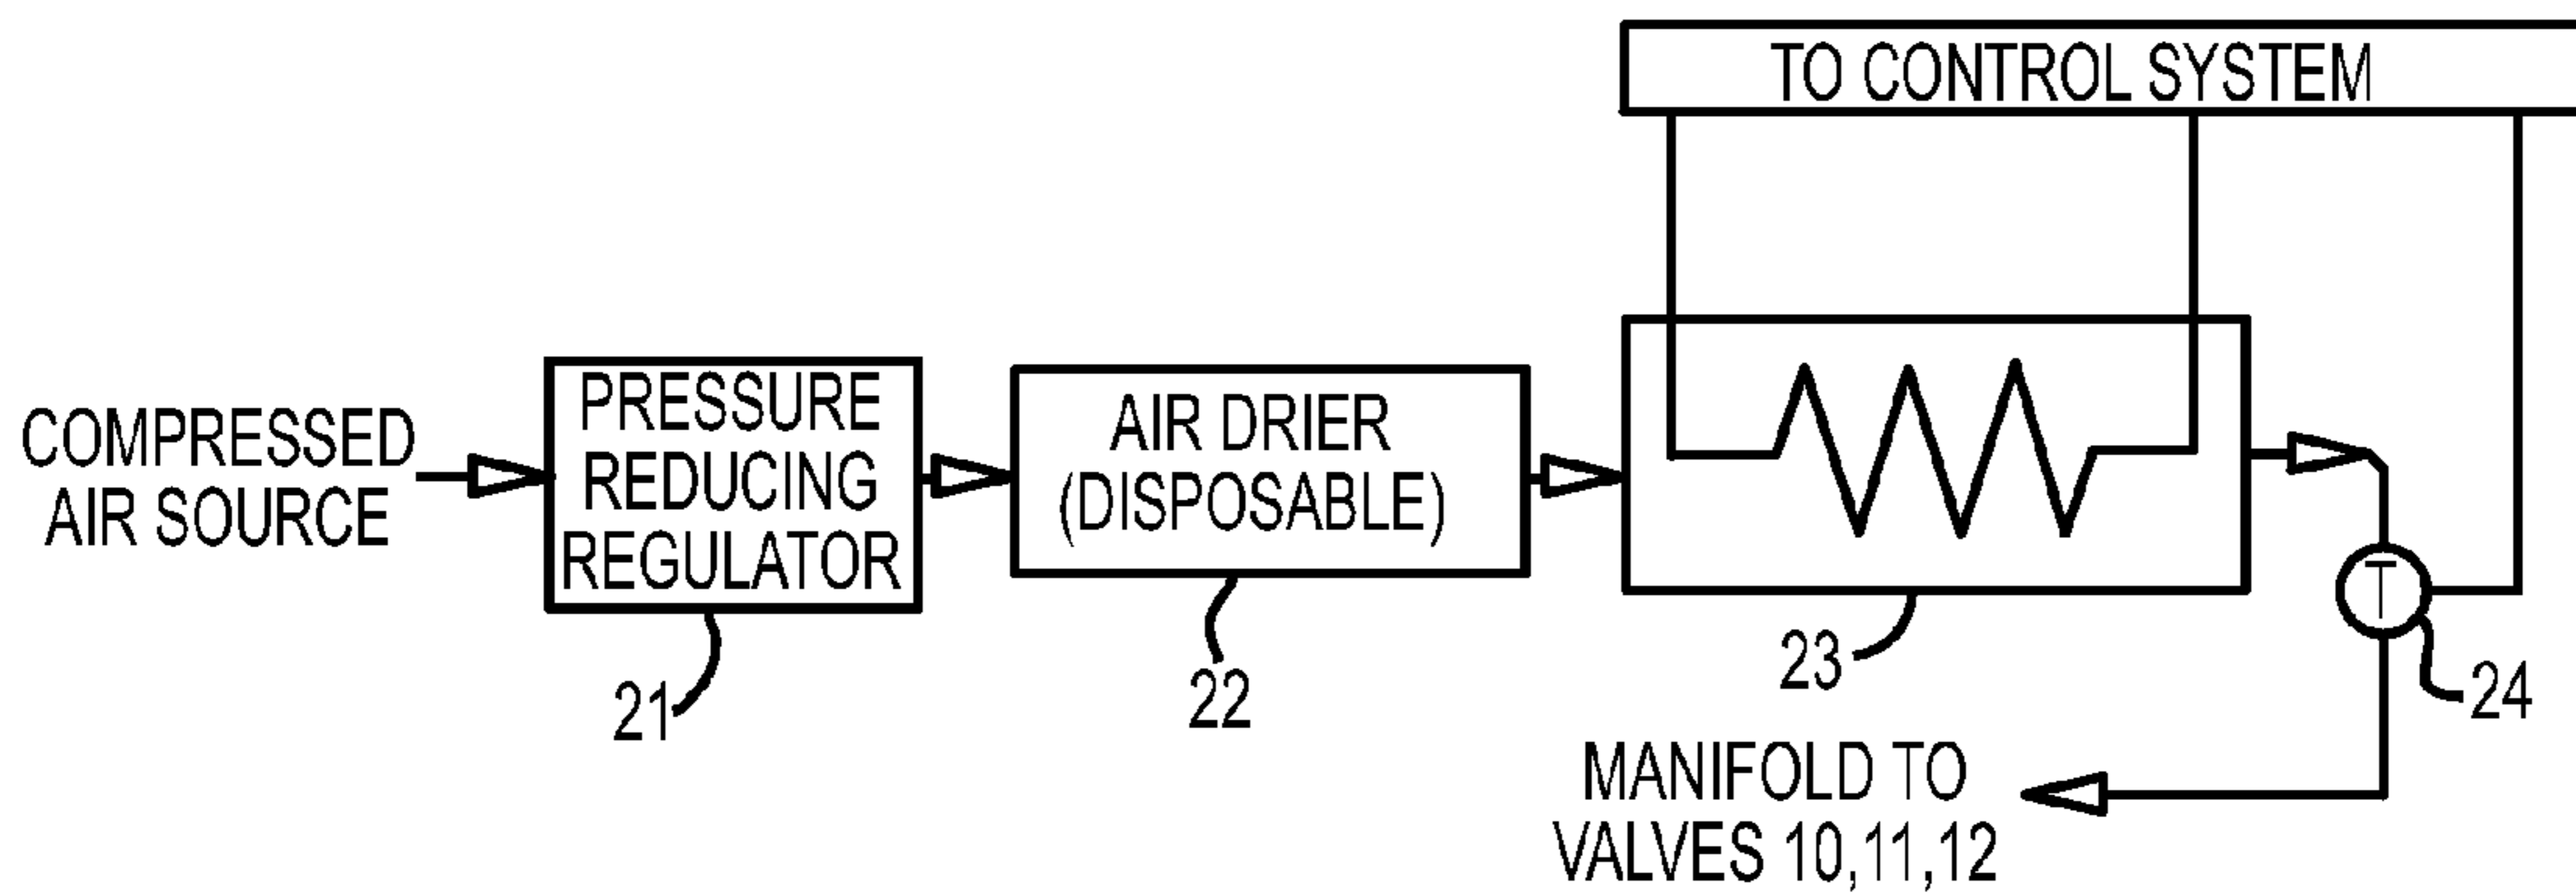 TO CONTROL SYSTEM
COMPRESSED
AIR SOURCE
PRESSURE
REDUCING
REGULATOR
AIR DRIER
(DISPOSABLE)
T
21
22
23
24
MANIFOLD TO
VALVES 10,11,12